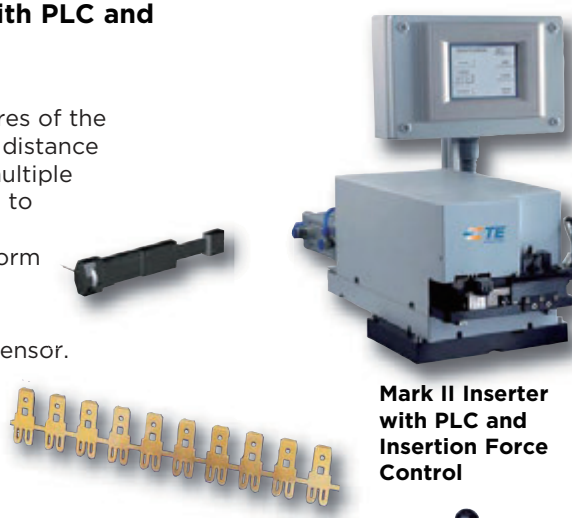 ith PLC and
res of the
distance
ultiple
to
orm
ensor.
TE
Mark II Inserter
with PLC and
Insertion Force
Control